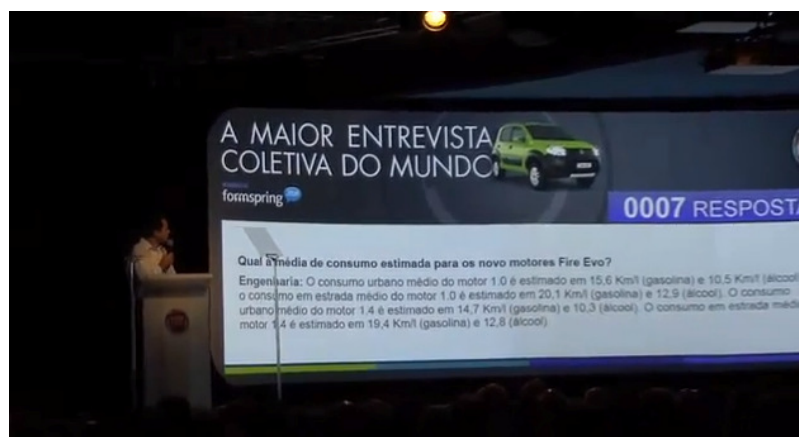 A MAIOR ENTREVISTA
COLETIVA DO MUNDO
formspring
0007 RESPOSTA
Qual a média de consumo estimada para os novo motores Fire Evo?
Engenharia: O consumo urbano médio do motor 1.0 é estimado em 15,6 Km/l (gasolina) e 10,5 Km/l (álcool)
o consumo em estrada médio do motor 1.0 é estimado em 20,1 Km/l (gasolina) e 12,9 (álcool). O consumo
urbano médio do motor 1.4 é estimado em 14,7 Km/l (gasolina) e 10,3 (álcool). O consumo em estrada médi
motor 1.4 é estimado em 19,4 Km/l (gasolina) e 12,8 (álcool)